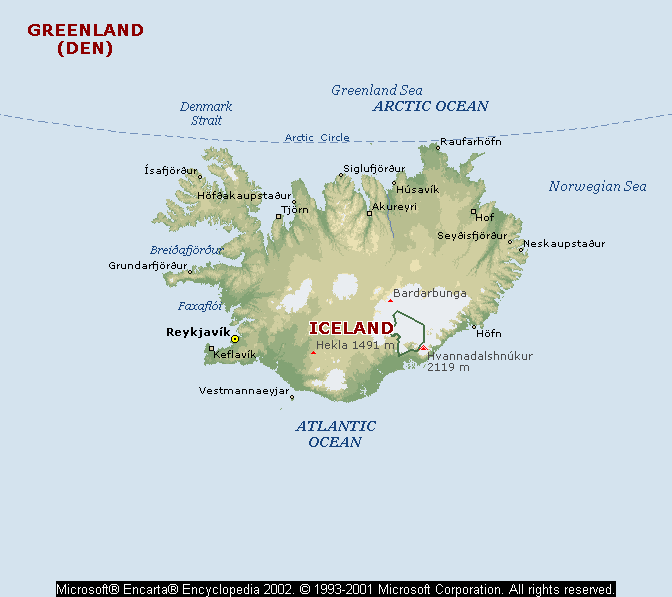 GREENLAND
(DEN)
Greenland Sea
ARCTIC OCEAN
Denmark
Strait
Arctic Circle
Raufarhöfn
Ísafjörður
Siglufjörður
Húsavík
Norwegian Sea
Höfðakaupstaður
Tjörn
Akureyri
Hof
Seyðisfjörður
Neskaupstaður
Breiðafjörður
Grundarfjörður
Bardarbunga
Faxaflói
Reykjavík
ICELAND
Höfn
Hekla 1491 m
Keflavík
Hvannadalshnúkur
2119 m
Vestmannaeyjar
ATLANTIC
OCEAN
Microsoft® Encarta® Encyclopedia 2002. © 1993-2001 Microsoft Corporation. All rights reserved.